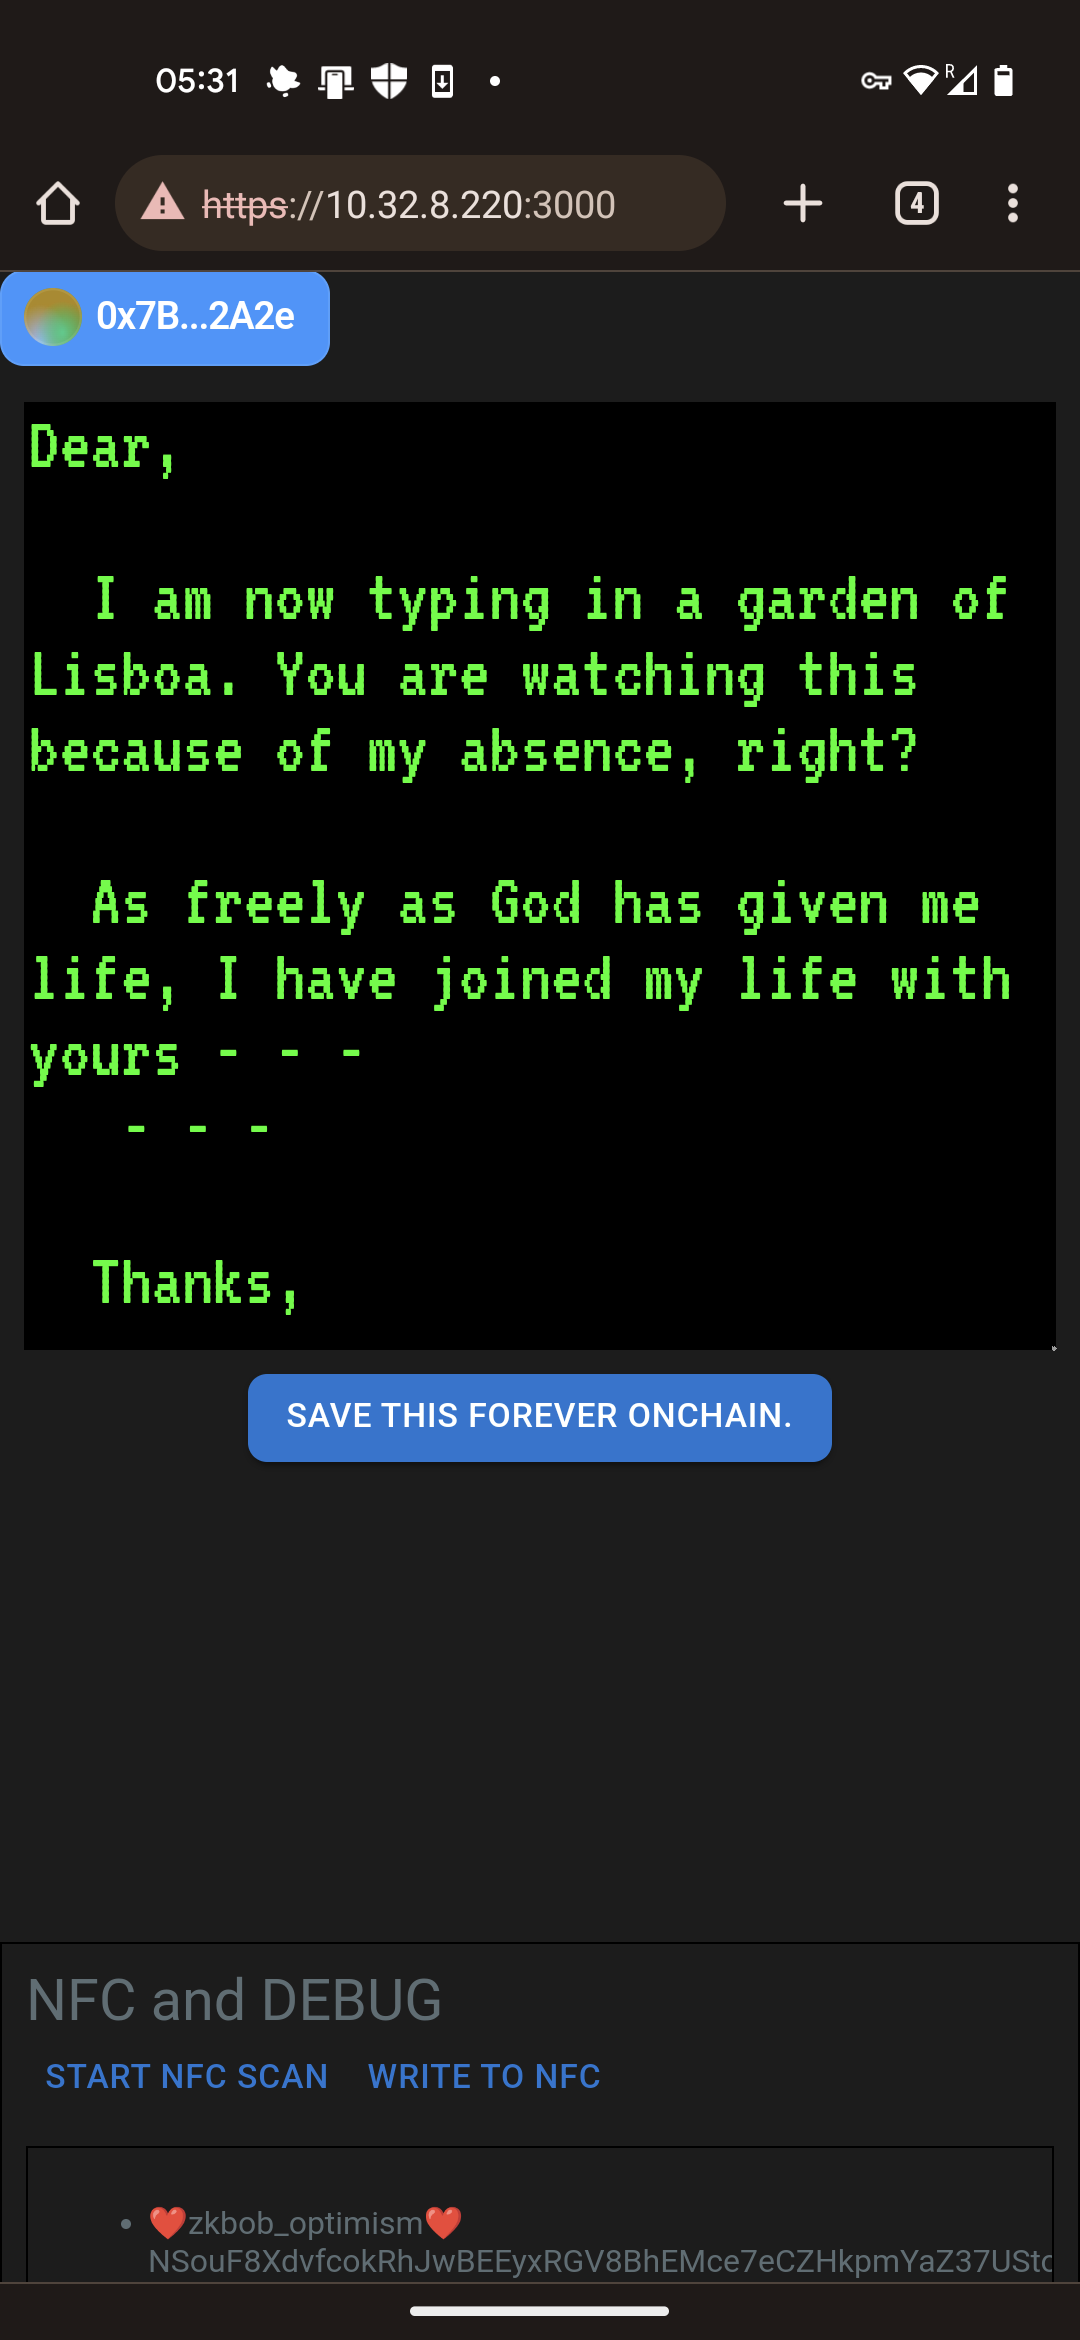 05:31
R
https://10.32.8.220:3000
4
0x7B...2A2e
Dear,
I am now typing in a garden of
Lisboa. You are watching this
because of my absence, right?
As freely as God has given me
life, I have joined my life with
yours - - -
- - -
Thanks,
SAVE THIS FOREVER ONCHAIN.
NFC and DEBUG
START NFC SCAN WRITE TO NFC
• ❤️zkbob_optimism❤️
NSouF8XdvfcokRhJwBEEyxRGV8BhEMce7eCZHkpmYaZ37UStc